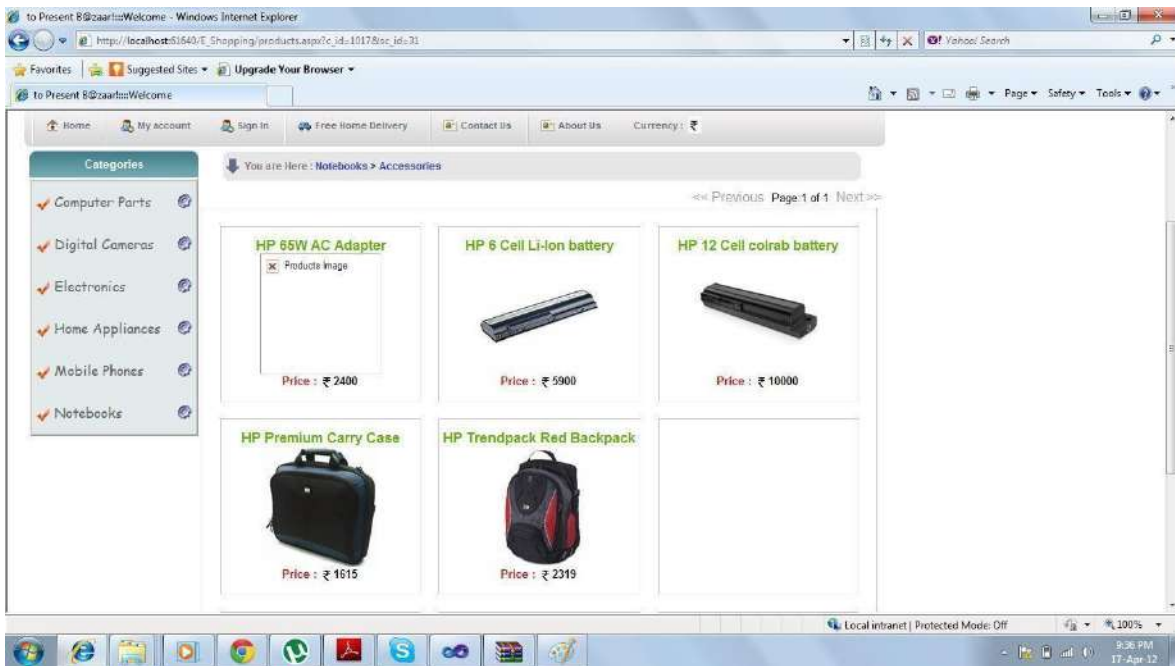 to Present B@zaar!:::Welcome - Windows Internet Explorer
http://localhost:61640/E_Shopping/products.aspx?c_id=1017&sc_id=31
Yahoo! Search
Favorites Suggested Sites Upgrade Your Browser
to Present B@zaar!:::Welcome Page Safety Tools
Home My account Sign In Free Home Delivery Contact Us About Us Currency : ₹
Categories
You are Here : Notebooks > Accessories
<< Previous Page:1 of 1 Next>>
Computer Parts
Digital Cameras
Electronics
Home Appliances
Mobile Phones
Notebooks
HP 65W AC Adapter
Products Image
Price : ₹ 2400
HP 6 Cell Li-Ion battery
Price : ₹ 5900
HP 12 Cell colrab battery
Price : ₹ 10000
HP Premium Carry Case
Price : ₹ 1615
HP Trendpack Red Backpack
Price : ₹ 2319
Local intranet | Protected Mode: Off 100%
9:36 PM
17-Apr-12